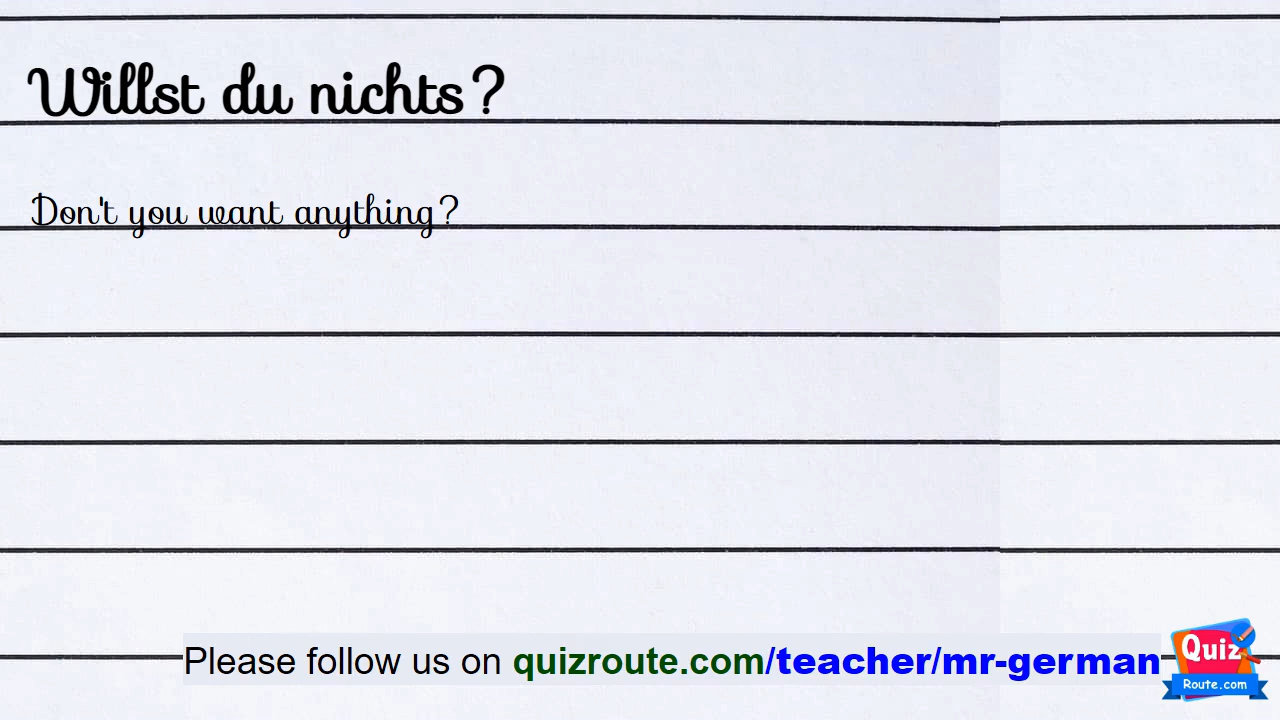 Willst du nichts?
Don't you want anything?
Please follow us on quizroute.com/teacher/mr-german
Quiz
Route.com